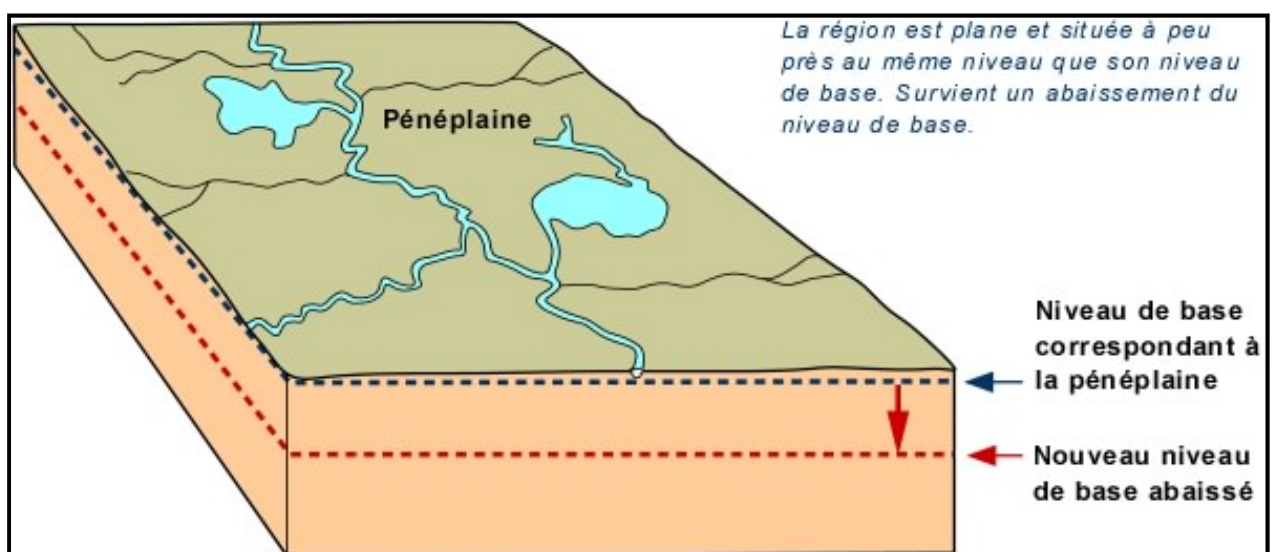 La région est plane et située à peu
près au même niveau que son niveau
de base. Survient un abaissement du
niveau de base.
Pénéplaine
Niveau de base
correspondant à
la pénéplaine
Nouveau niveau
de base abaissé